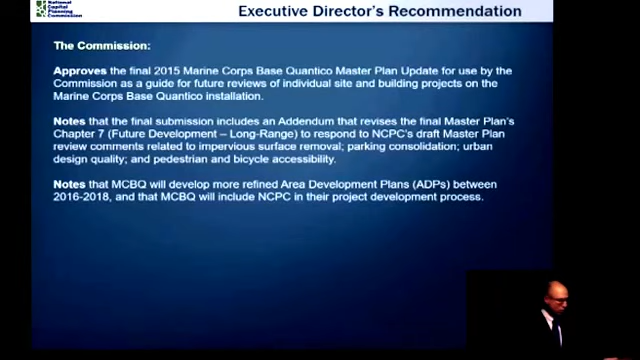 National
Capital
Planning
Commission
Executive Director's Recommendation
The Commission:
Approves the final 2015 Marine Corps Base Quantico Master Plan Update for use by the
Commission as a guide for future reviews of individual site and building projects on the
Marine Corps Base Quantico installation.
Notes that the final submission includes an Addendum that revises the final Master Plan's
Chapter 7 (Future Development – Long-Range) to respond to NCPC's draft Master Plan
review comments related to impervious surface removal; parking consolidation; urban
design quality; and pedestrian and bicycle accessibility.
Notes that MCBQ will develop more refined Area Development Plans (ADPs) between
2016-2018, and that MCBQ will include NCPC in their project development process.